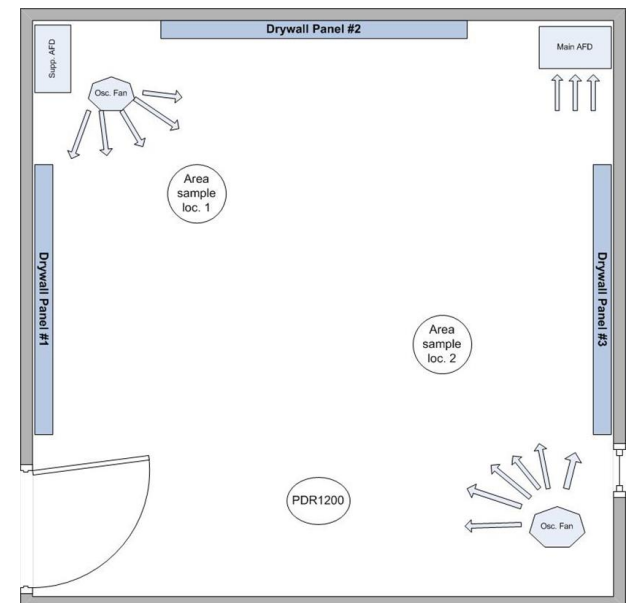 Drywall Panel #2
Main AFD
Supp. AFD
Osc. Fan
Area
sample
loc. 1
Drywall Panel #1
Drywall Panel #3
Area
sample
loc. 2
PDR1200
Osc. Fan